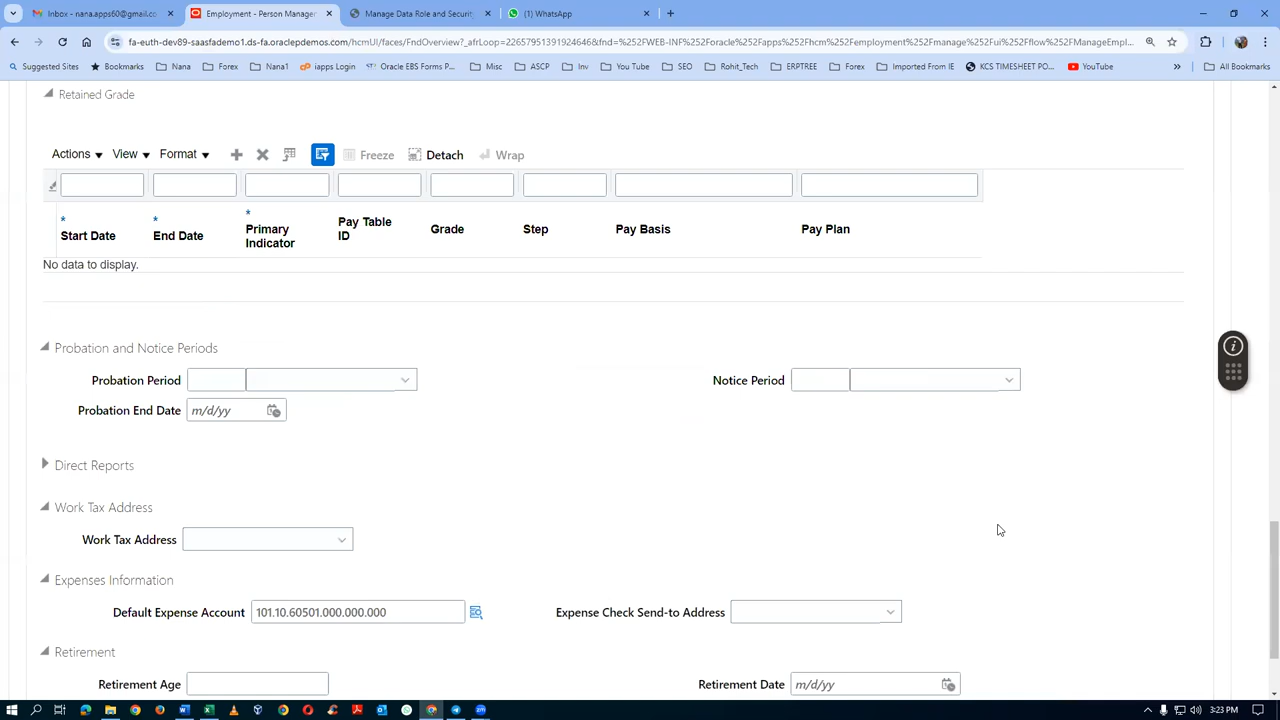 Inbox - nana.apps60@gmail.co
Employment - Person Manager
Manage Data Role and Security
(1) WhatsApp
fa-euth-dev89-saasfademo1.ds-fa.oraclepdemos.com/hcmUI/faces/FndOverview?_afrLoop=22657951391924646&fnd=%252FWEB-INF%252Foracle%252Fapps%252Fhcm%252Femployment%252Fmanage%252Fui%252Fflow%252FManageEmpl...
Suggested Sites
Bookmarks
Nana
Forex
Nana1
iapps Login
Oracle EBS Forms P...
Misc
ASCP
Inv
You Tube
SEO
Rohit_Tech
ERPTREE
Forex
Imported From IE
KCS TIMESHEET PO...
YouTube
»
All Bookmarks
Retained Grade
Actions
View
Format
Freeze
Detach
Wrap
* Start Date
* End Date
* Primary Indicator
Pay Table ID
Grade
Step
Pay Basis
Pay Plan
No data to display.
Probation and Notice Periods
Probation Period
Notice Period
Probation End Date
m/d/yy
Direct Reports
Work Tax Address
Work Tax Address
Expenses Information
Default Expense Account
101.10.60501.000.000.000
Expense Check Send-to Address
Retirement
Retirement Age
Retirement Date
m/d/yy
3:23 PM